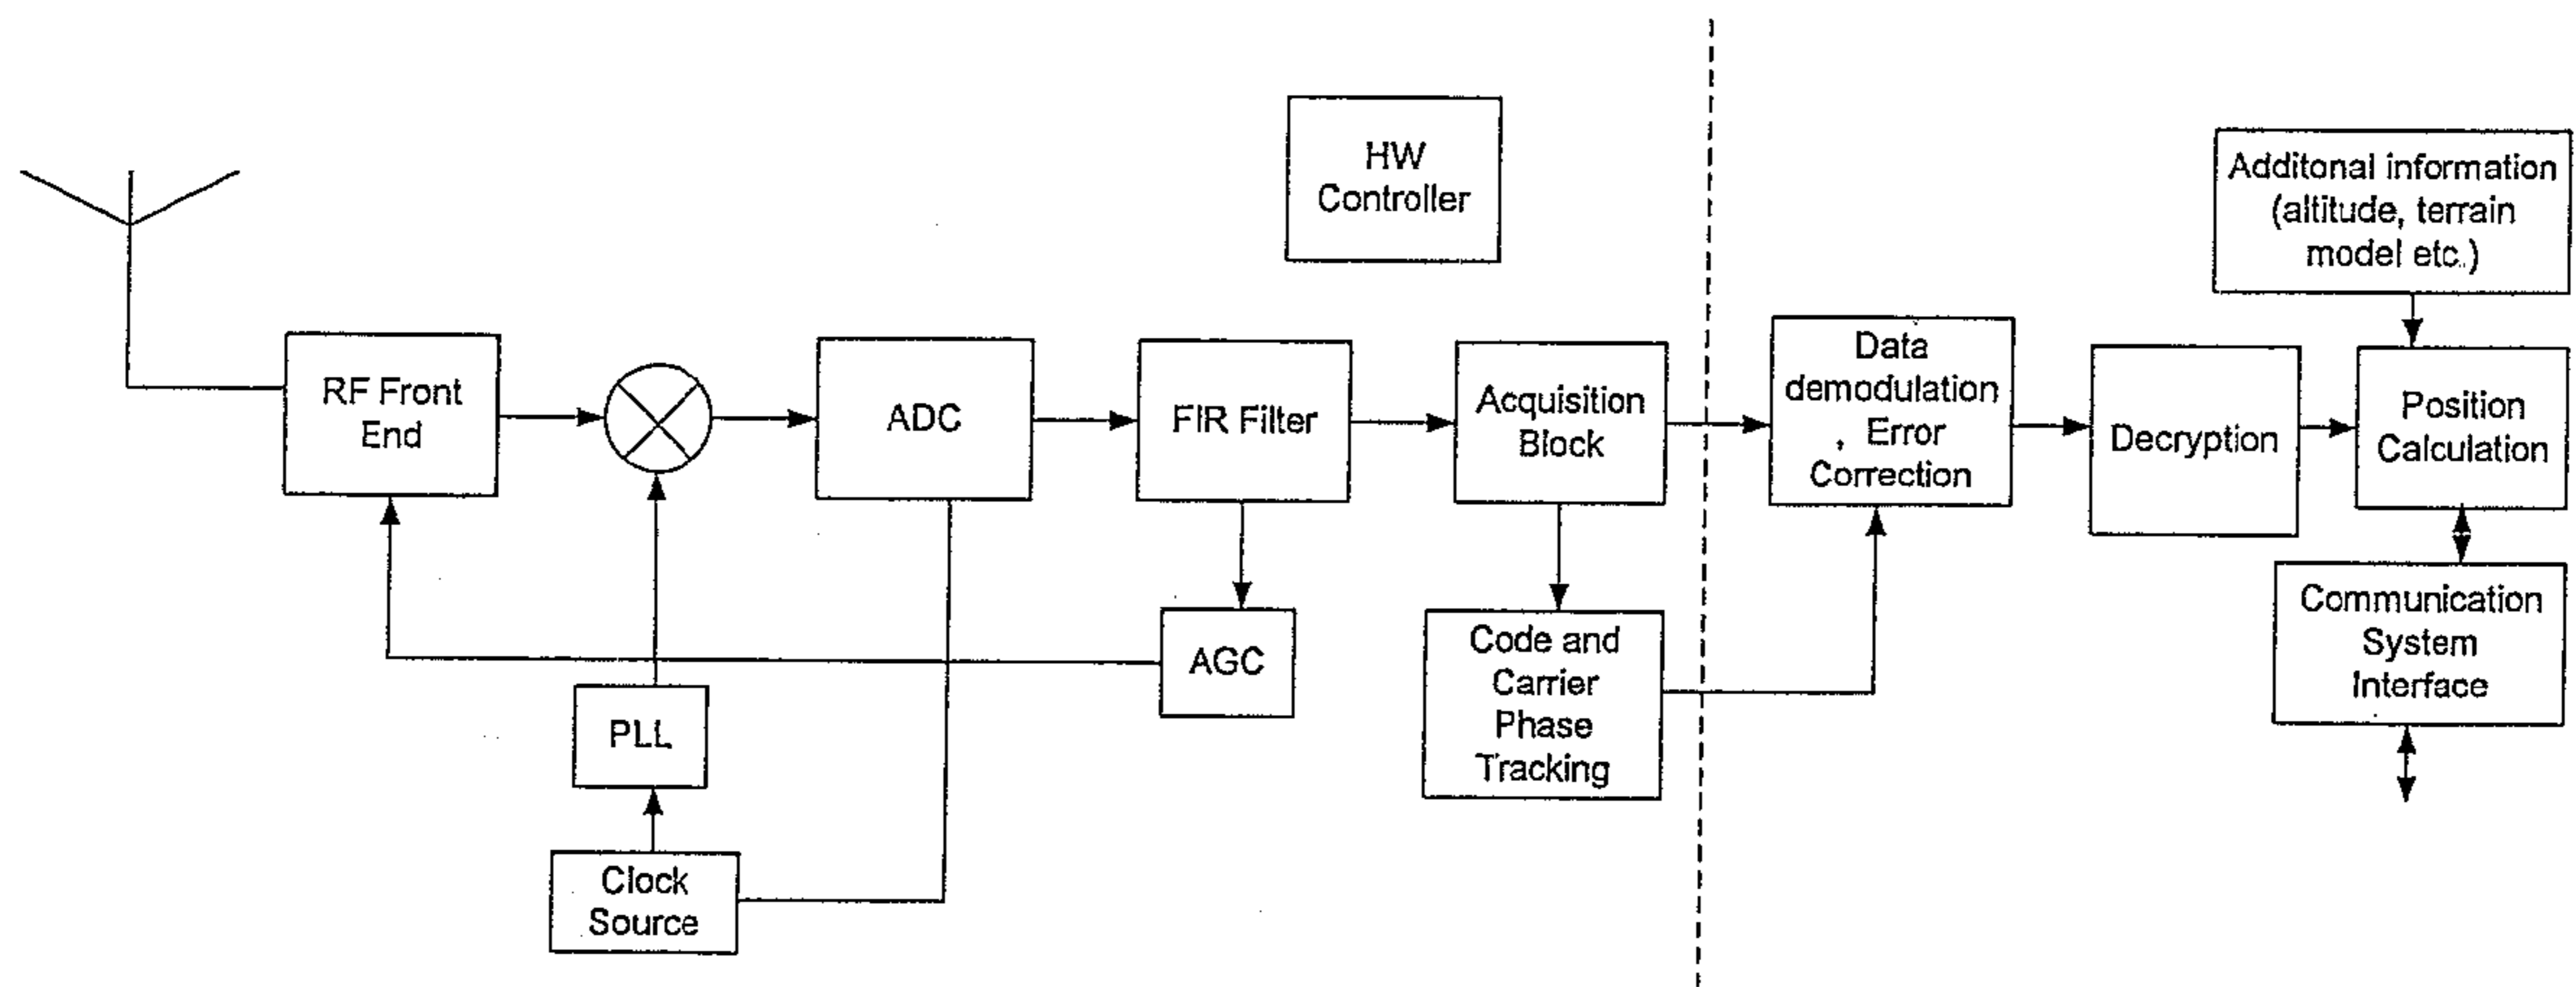 HW
Controller
Additonal information
(altitude, terrain
model etc.)
RF Front
End
ADC
FIR Filter
Acquisition
Block
Data
demodulation
, Error
Correction
Decryption
Position
Calculation
AGC
PLL
Clock
Source
Code and
Carrier
Phase
Tracking
Communication
System
Interface